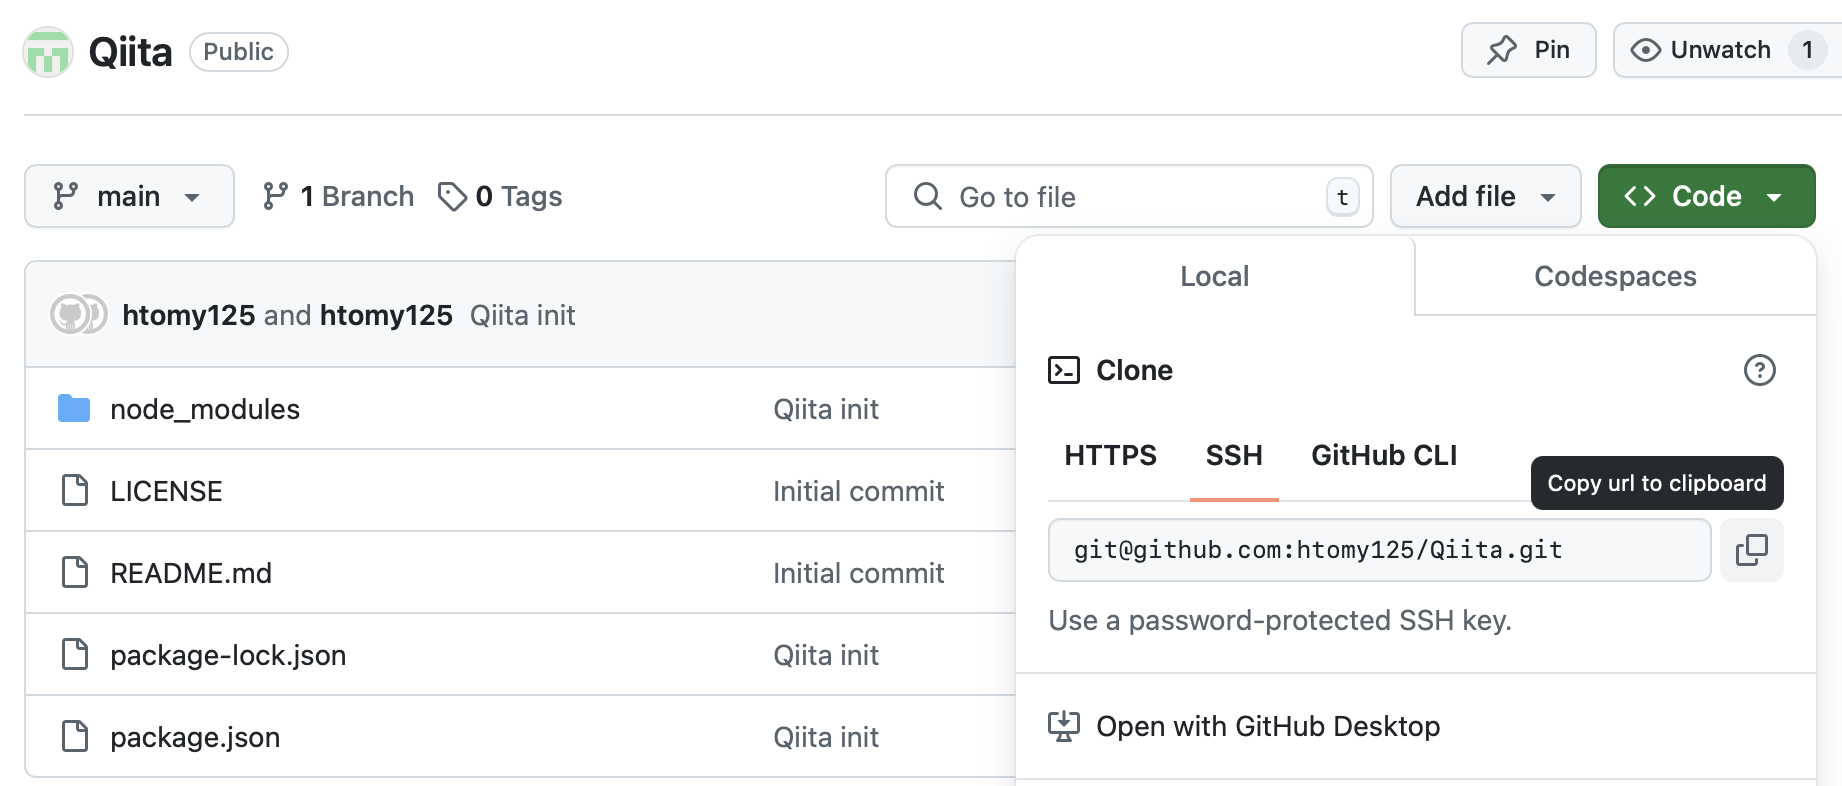 Qiita Public Pin Unwatch 1
main 1 Branch 0 Tags Go to file t Add file Code
Local Codespaces
htomy125 and htomy125 Qiita init
Clone
node_modules Qiita init
HTTPS SSH GitHub CLI
Copy url to clipboard
LICENSE Initial commit
git@github.com:htomy125/Qiita.git
README.md Initial commit
Use a password-protected SSH key.
package-lock.json Qiita init
Open with GitHub Desktop
package.json Qiita init